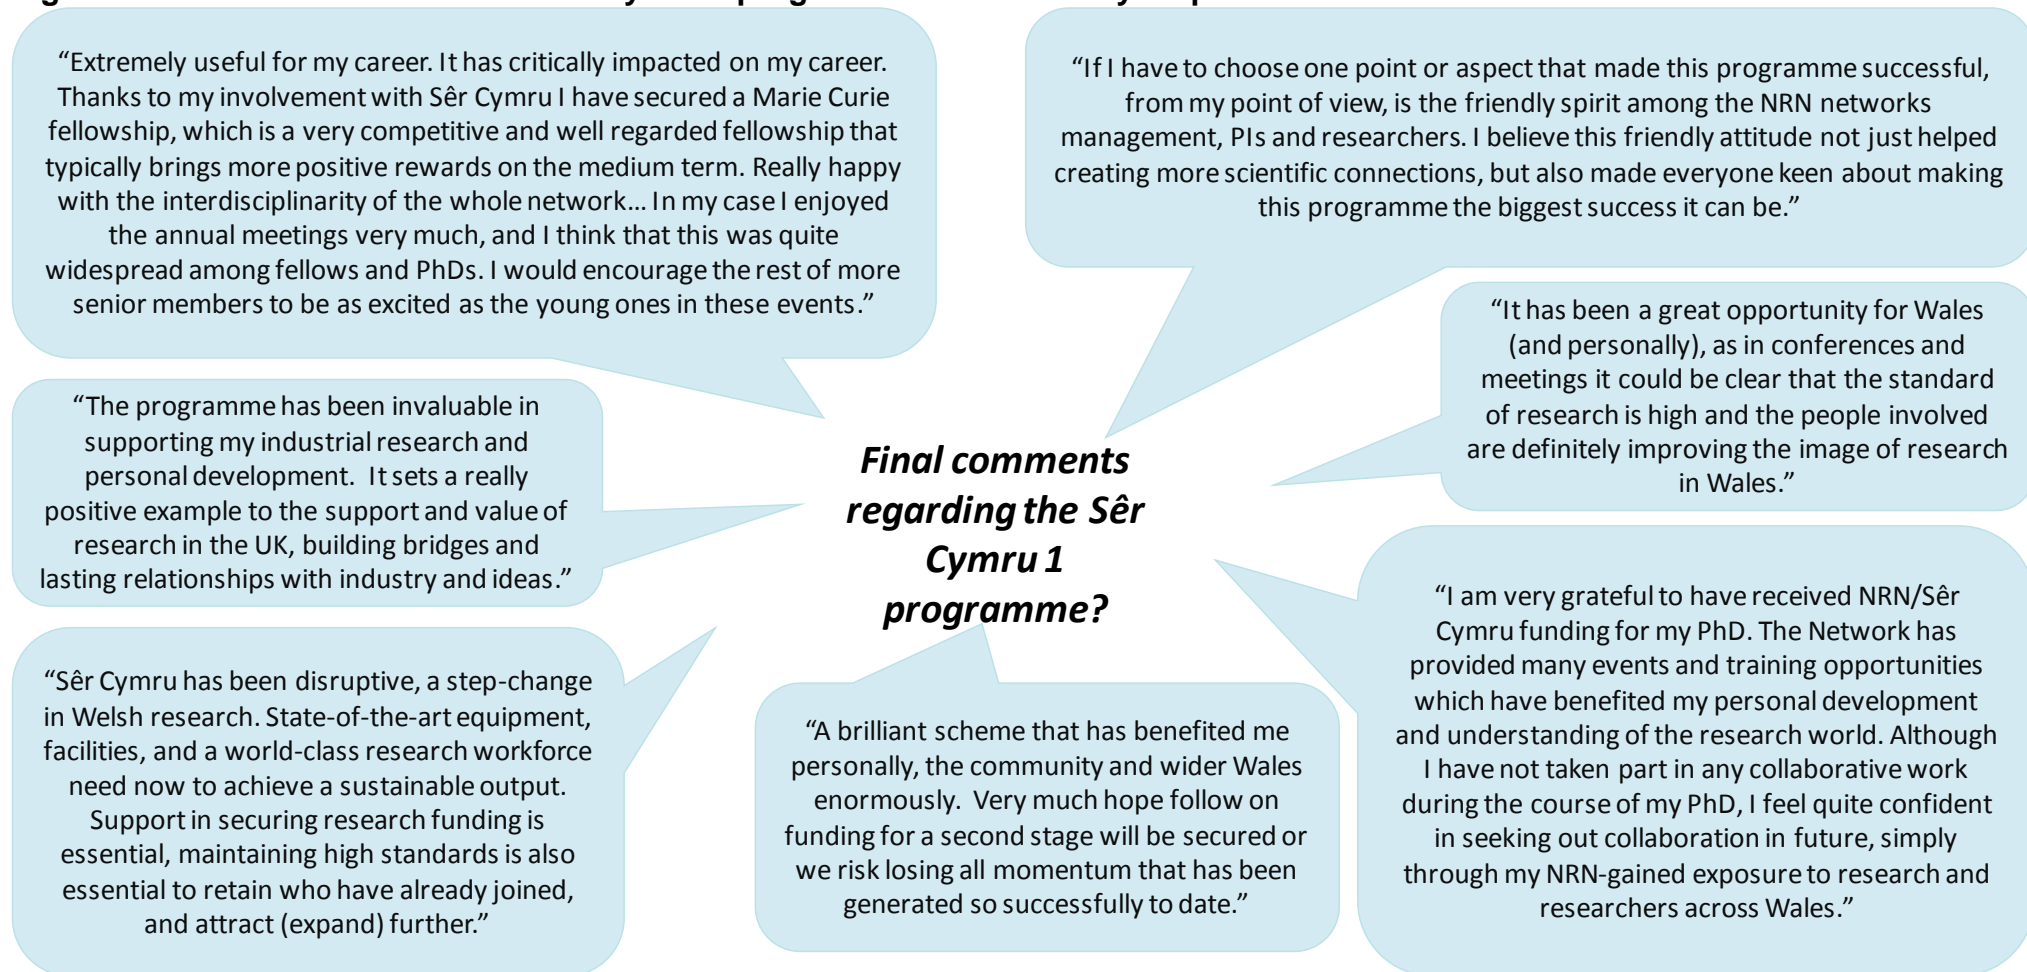 “Extremely useful for my career. It has critically impacted on my career.
Thanks to my involvement with Sêr Cymru I have secured a Marie Curie
fellowship, which is a very competitive and well regarded fellowship that
typically brings more positive rewards on the medium term. Really happy
with the interdisciplinarity of the whole network... In my case I enjoyed
the annual meetings very much, and I think that this was quite
widespread among fellows and PhDs. I would encourage the rest of more
senior members to be as excited as the young ones in these events.”
“If I have to choose one point or aspect that made this programme successful,
from my point of view, is the friendly spirit among the NRN networks
management, PIs and researchers. I believe this friendly attitude not just helped
creating more scientific connections, but also made everyone keen about making
this programme the biggest success it can be.”
“It has been a great opportunity for Wales
(and personally), as in conferences and
meetings it could be clear that the standard
of research is high and the people involved
are definitely improving the image of research
in Wales.”
“The programme has been invaluable in
supporting my industrial research and
personal development. It sets a really
positive example to the support and value of
research in the UK, building bridges and
lasting relationships with industry and ideas.”
Final comments
regarding the Sêr
Cymru 1
programme?
“Sêr Cymru has been disruptive, a step-change
in Welsh research. State-of-the-art equipment,
facilities, and a world-class research workforce
need now to achieve a sustainable output.
Support in securing research funding is
essential, maintaining high standards is also
essential to retain who have already joined,
and attract (expand) further.”
“A brilliant scheme that has benefited me
personally, the community and wider Wales
enormously. Very much hope follow on
funding for a second stage will be secured or
we risk losing all momentum that has been
generated so successfully to date.”
“I am very grateful to have received NRN/Sêr
Cymru funding for my PhD. The Network has
provided many events and training opportunities
which have benefited my personal development
and understanding of the research world. Although
I have not taken part in any collaborative work
during the course of my PhD, I feel quite confident
in seeking out collaboration in future, simply
through my NRN-gained exposure to research and
researchers across Wales.”